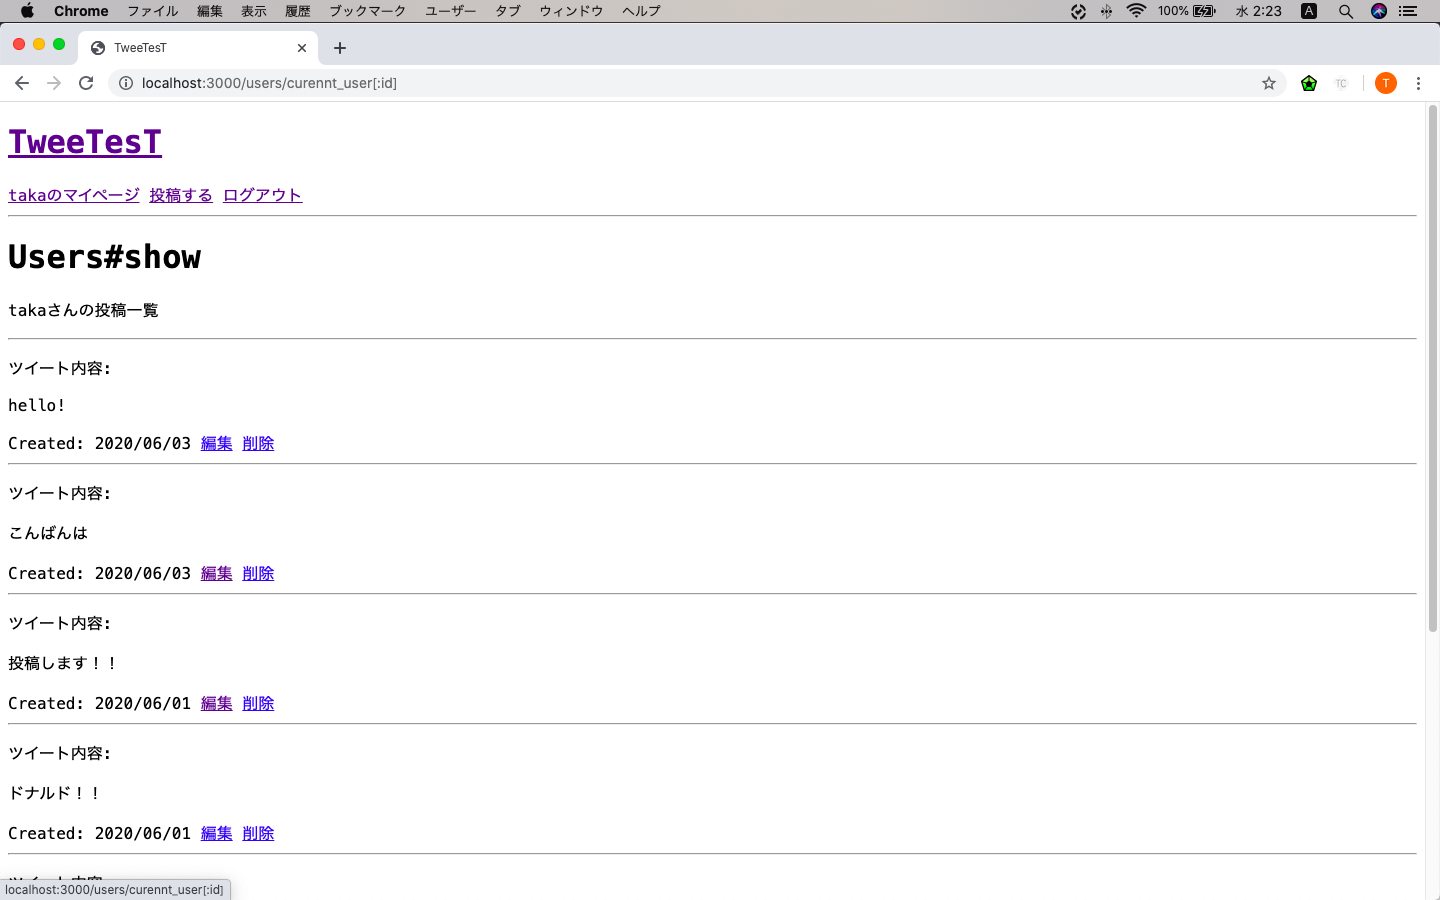 Chrome ファイル 編集 表示 履歴 ブックマーク ユーザー タブ ウィンドウ ヘルプ 100% 水 2:23 A
TweeTesT
localhost:3000/users/curennt_user[:id] TC T
TweeTesT
takaのマイページ 投稿する ログアウト
Users#show
takaさんの投稿一覧
ツイート内容:
hello!
Created: 2020/06/03 編集 削除
ツイート内容:
こんばんは
Created: 2020/06/03 編集 削除
ツイート内容:
投稿します！！
Created: 2020/06/01 編集 削除
ツイート内容:
ドナルド！！
Created: 2020/06/01 編集 削除
localhost:3000/users/curennt_user[:id]